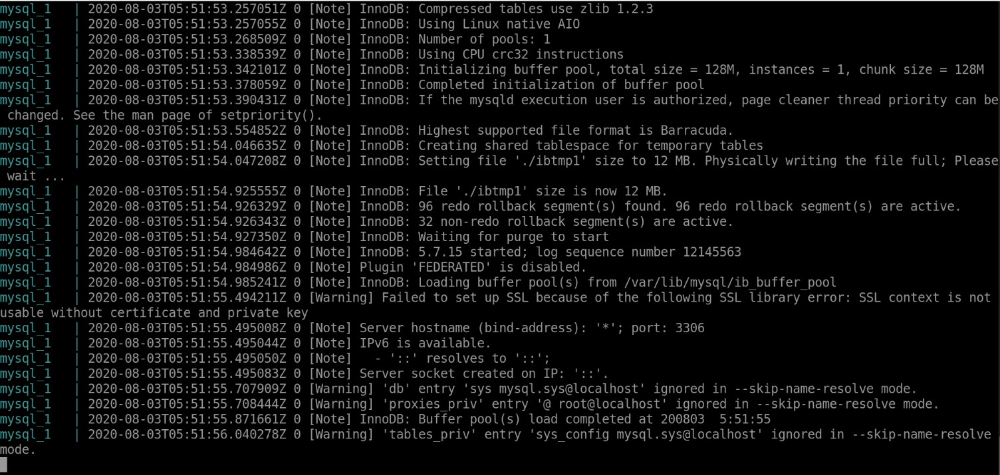 mysql_1   | 2020-08-03T05:51:53.257051Z 0 [Note] InnoDB: Compressed tables use zlib 1.2.3
mysql_1   | 2020-08-03T05:51:53.257055Z 0 [Note] InnoDB: Using Linux native AIO
mysql_1   | 2020-08-03T05:51:53.268509Z 0 [Note] InnoDB: Number of pools: 1
mysql_1   | 2020-08-03T05:51:53.338539Z 0 [Note] InnoDB: Using CPU crc32 instructions
mysql_1   | 2020-08-03T05:51:53.342101Z 0 [Note] InnoDB: Initializing buffer pool, total size = 128M, instances = 1, chunk size = 128M
mysql_1   | 2020-08-03T05:51:53.378059Z 0 [Note] InnoDB: Completed initialization of buffer pool
mysql_1   | 2020-08-03T05:51:53.390431Z 0 [Note] InnoDB: If the mysqld execution user is authorized, page cleaner thread priority can be
 changed. See the man page of setpriority().
mysql_1   | 2020-08-03T05:51:53.554852Z 0 [Note] InnoDB: Highest supported file format is Barracuda.
mysql_1   | 2020-08-03T05:51:54.046635Z 0 [Note] InnoDB: Creating shared tablespace for temporary tables
mysql_1   | 2020-08-03T05:51:54.047208Z 0 [Note] InnoDB: Setting file './ibtmp1' size to 12 MB. Physically writing the file full; Please
 wait ...
mysql_1   | 2020-08-03T05:51:54.925555Z 0 [Note] InnoDB: File './ibtmp1' size is now 12 MB.
mysql_1   | 2020-08-03T05:51:54.926329Z 0 [Note] InnoDB: 96 redo rollback segment(s) found. 96 redo rollback segment(s) are active.
mysql_1   | 2020-08-03T05:51:54.926343Z 0 [Note] InnoDB: 32 non-redo rollback segment(s) are active.
mysql_1   | 2020-08-03T05:51:54.927350Z 0 [Note] InnoDB: Waiting for purge to start
mysql_1   | 2020-08-03T05:51:54.984642Z 0 [Note] InnoDB: 5.7.15 started; log sequence number 12145563
mysql_1   | 2020-08-03T05:51:54.984986Z 0 [Note] Plugin 'FEDERATED' is disabled.
mysql_1   | 2020-08-03T05:51:54.985241Z 0 [Note] InnoDB: Loading buffer pool(s) from /var/lib/mysql/ib_buffer_pool
mysql_1   | 2020-08-03T05:51:55.494211Z 0 [Warning] Failed to set up SSL because of the following SSL library error: SSL context is not
usable without certificate and private key
mysql_1   | 2020-08-03T05:51:55.495008Z 0 [Note] Server hostname (bind-address): '*'; port: 3306
mysql_1   | 2020-08-03T05:51:55.495044Z 0 [Note] IPv6 is available.
mysql_1   | 2020-08-03T05:51:55.495050Z 0 [Note]   - '::' resolves to '::';
mysql_1   | 2020-08-03T05:51:55.495083Z 0 [Note] Server socket created on IP: '::'.
mysql_1   | 2020-08-03T05:51:55.707909Z 0 [Warning] 'db' entry 'sys mysql.sys@localhost' ignored in --skip-name-resolve mode.
mysql_1   | 2020-08-03T05:51:55.708444Z 0 [Warning] 'proxies_priv' entry '@ root@localhost' ignored in --skip-name-resolve mode.
mysql_1   | 2020-08-03T05:51:55.871661Z 0 [Note] InnoDB: Buffer pool(s) load completed at 200803  5:51:55
mysql_1   | 2020-08-03T05:51:56.040278Z 0 [Warning] 'tables_priv' entry 'sys_config mysql.sys@localhost' ignored in --skip-name-resolve
mode.